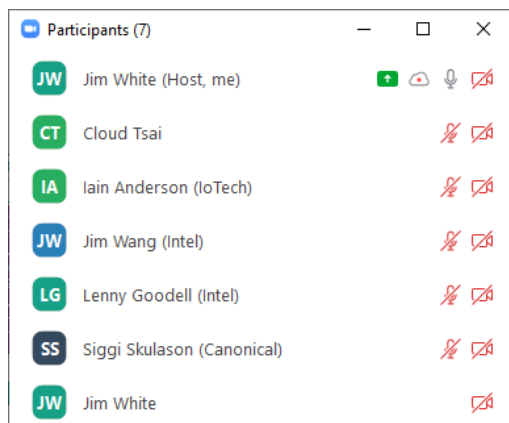 Participants (7)
JW Jim White (Host, me)
CT Cloud Tsai
IA Iain Anderson (IoTech)
JW Jim Wang (Intel)
LG Lenny Goodell (Intel)
SS Siggi Skulason (Canonical)
JW Jim White